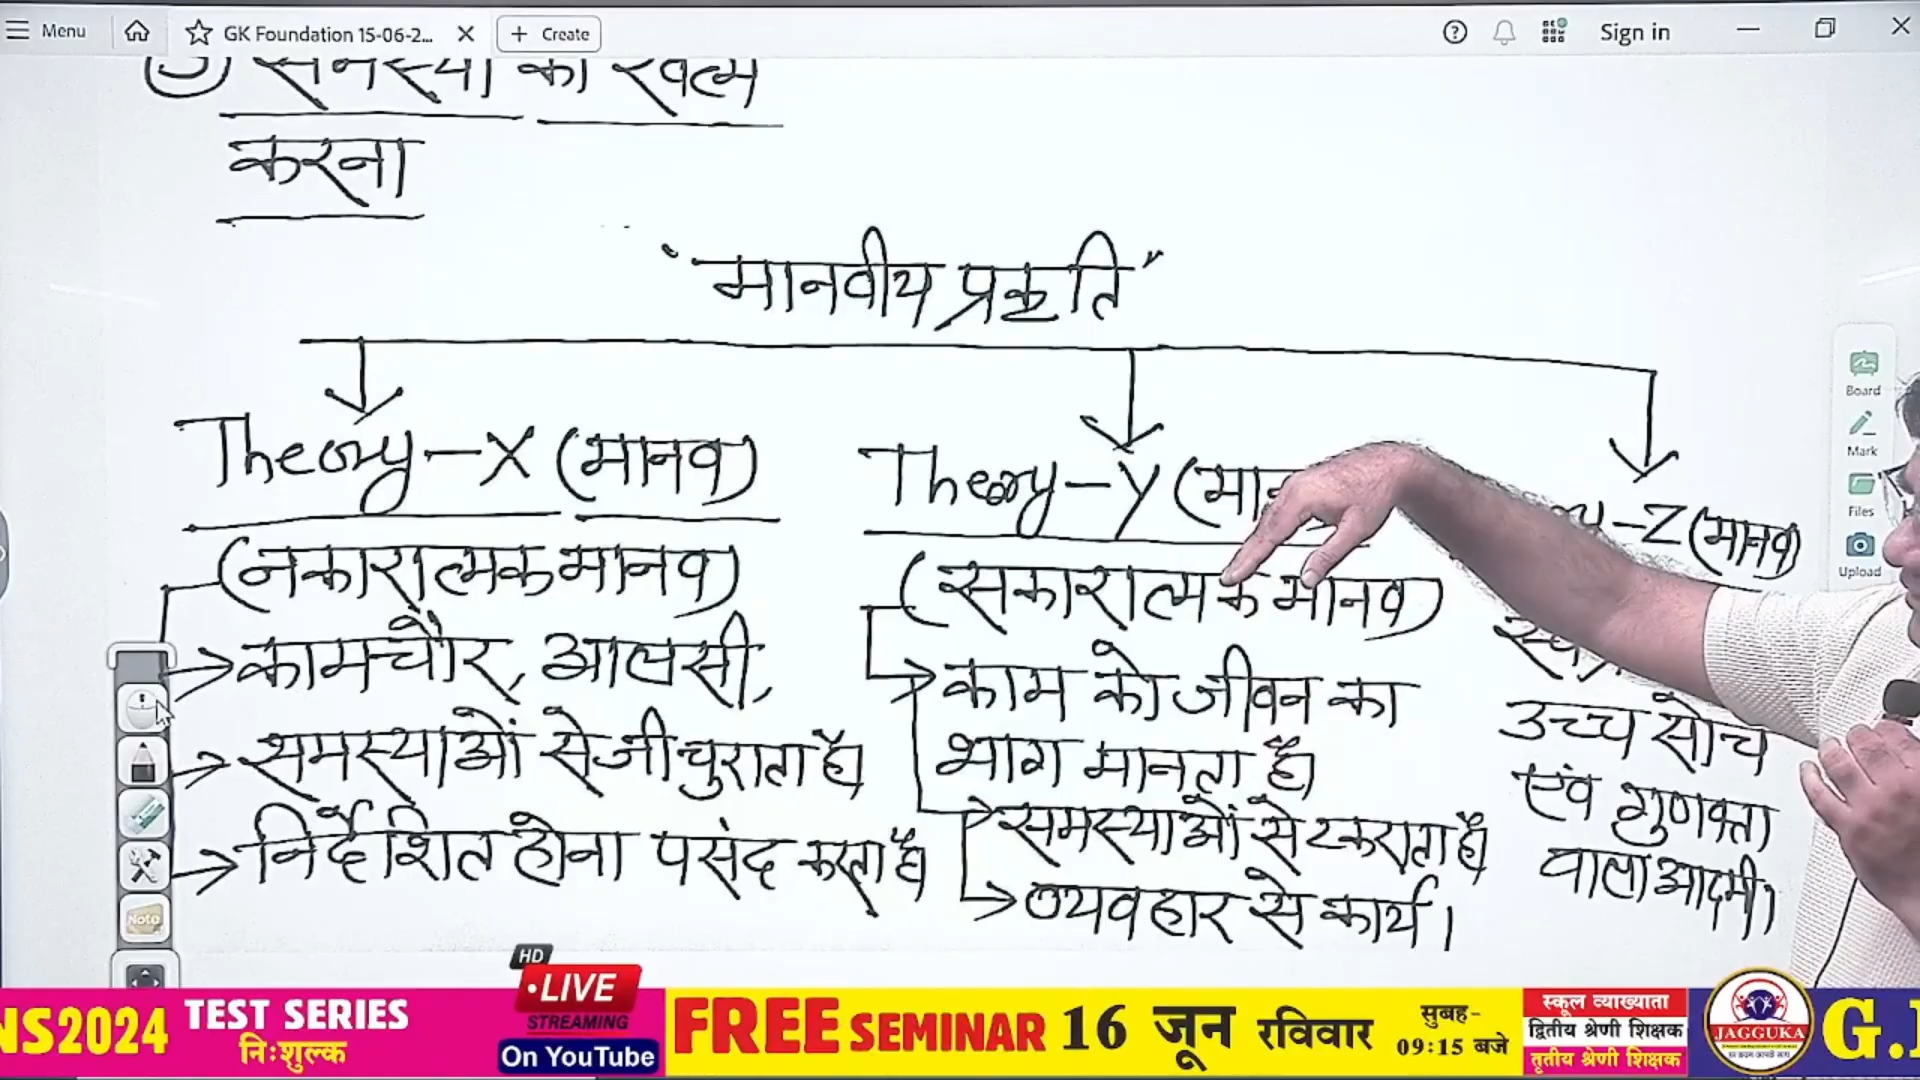 Menu
GK Foundation 15-06-2...
Create
Sign in
करना
"मानवीय प्रकृति"
Theory-X (मानव)
Theory-Y
-Z (मानव)
(नकारात्मक मानव)
(सकारात्मक मानव)
कामचौर, आलसी,
समस्याओं से जी चुराता है।
निर्देशित होना पसंद करता है।
काम को जीवन का
भाग मानता है।
समस्याओं से टकराता है।
व्यवहार से कार्य।
उच्च सोच
एंव गुणवत्ता
वाला आदमी।
Board
Mark
Files
Upload
Note
NS2024
TEST SERIES
निःशुल्क
HD
LIVE
STREAMING
On YouTube
FREE SEMINAR 16 जून रविवार
सुबह-
09:15 बजे
स्कूल व्याख्याता
द्वितीय श्रेणी शिक्षक
तृतीय श्रेणी शिक्षक
JAGGUKA
G.